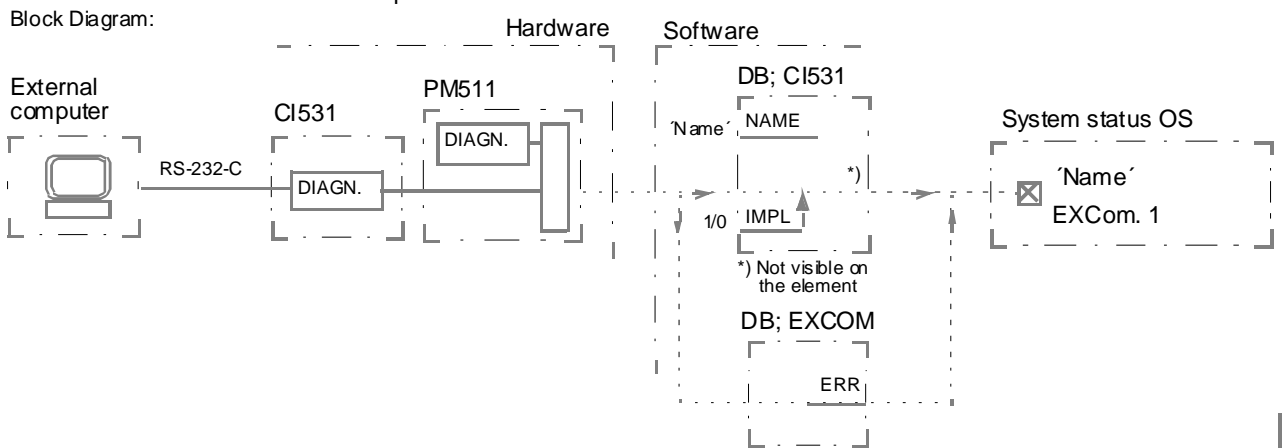 Block Diagram:
Hardware
Software
External
computer
CI531
PM511
DB; CI531
System status OS
RS-232-C
DIAGN.
DIAGN.
´Name´
NAME
*)
1/0
IMPL
´Name´
EXCom. 1
*) Not visible on
the element
DB; EXCOM
ERR